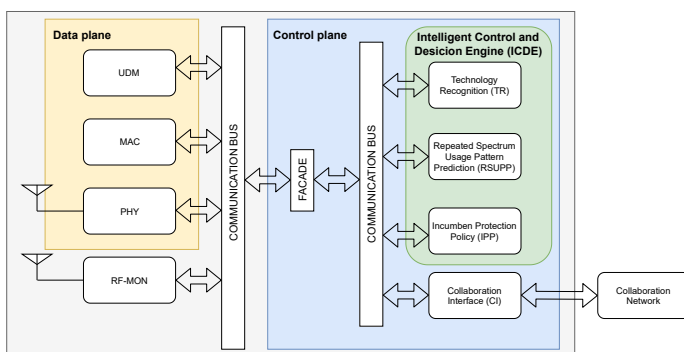 Data plane
UDM
MAC
PHY
RF-MON
COMMUNICATION BUS
Control plane
FACADE
COMMUNICATION BUS
Intelligent Control and
Desicion Engine (ICDE)
Technology
Recognition (TR)
Repeated Spectrum
Usage Pattern
Prediction (RSUPP)
Incumben Protection
Policy (IPP)
Collaboration
Interface (CI)
Collaboration
Network